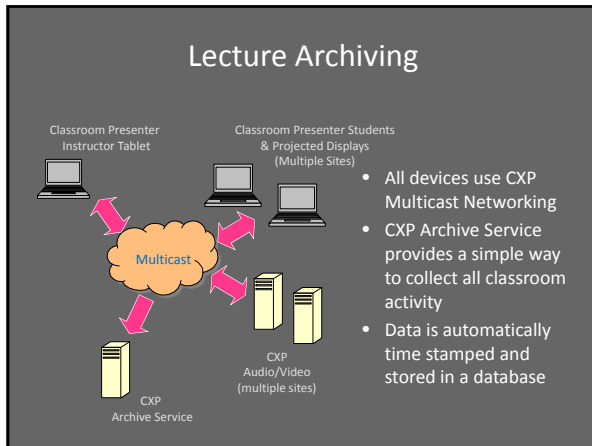 Lecture Archiving
Classroom Presenter
Instructor Tablet
Classroom Presenter Students
& Projected Displays
(Multiple Sites)
Multicast
CXP
Audio/Video
(multiple sites)
CXP
Archive Service
• All devices use CXP
Multicast Networking
• CXP Archive Service
provides a simple way
to collect all classroom
activity
• Data is automatically
time stamped and
stored in a database